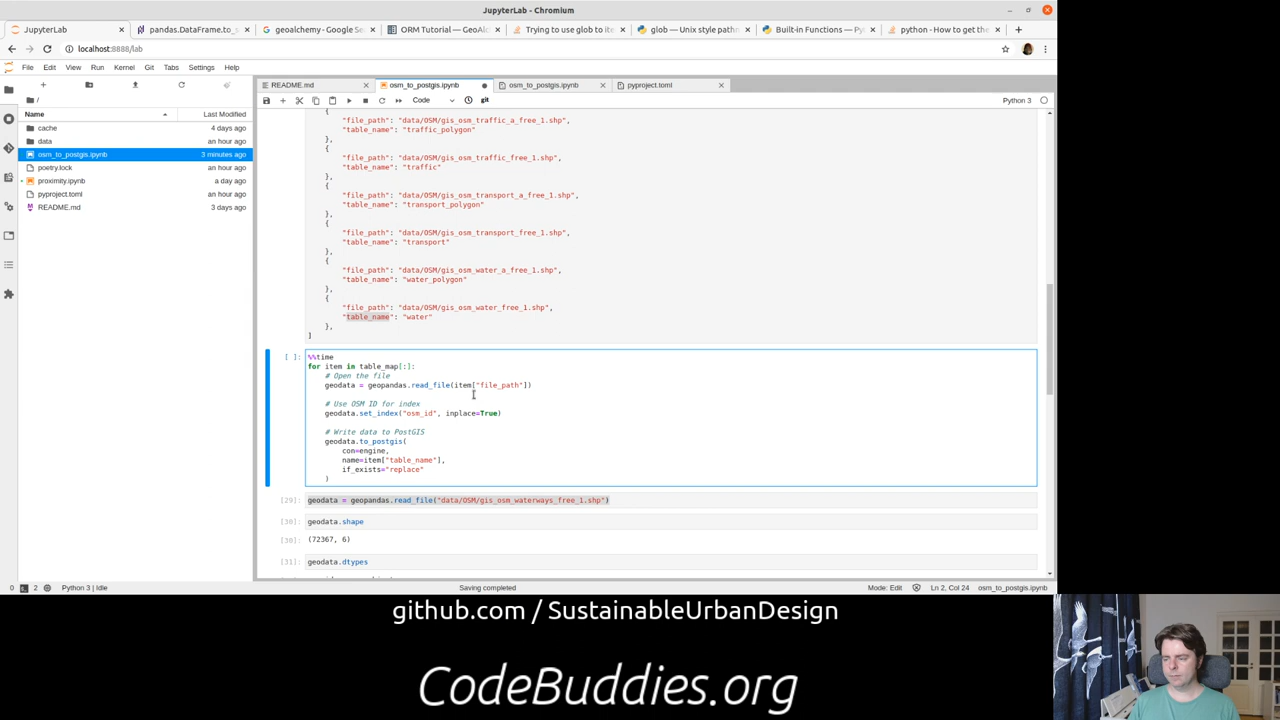 JupyterLab - Chromium
JupyterLab
pandas.DataFrame.to_s
geoalchemy - Google Se
ORM Tutorial — GeoAlc
Trying to use glob to ite
glob — Unix style path
Built-in Functions — Py
python - How to get the
localhost:8888/lab
File Edit View Run Kernel Git Tabs Settings Help
README.md
osm_to_postgis.ipynb
osm_to_postgis.ipynb
pyproject.toml
Code
git
Python 3
/
Name Last Modified
cache 4 days ago
data an hour ago
osm_to_postgis.ipynb 3 minutes ago
poetry.lock an hour ago
proximity.ipynb a day ago
pyproject.toml an hour ago
README.md 3 days ago
{
"file_path": "data/OSM/gis_osm_traffic_a_free_1.shp",
"table_name": "traffic_polygon"
},
{
"file_path": "data/OSM/gis_osm_traffic_free_1.shp",
"table_name": "traffic"
},
{
"file_path": "data/OSM/gis_osm_transport_a_free_1.shp",
"table_name": "transport_polygon"
},
{
"file_path": "data/OSM/gis_osm_transport_free_1.shp",
"table_name": "transport"
},
{
"file_path": "data/OSM/gis_osm_water_a_free_1.shp",
"table_name": "water_polygon"
},
{
"file_path": "data/OSM/gis_osm_water_free_1.shp",
"table_name": "water"
},
]
[ ]: %%time
for item in table_map[:]:
# Open the file
geodata = geopandas.read_file(item["file_path"])
# Use OSM ID for index
geodata.set_index("osm_id", inplace=True)
# Write data to PostGIS
geodata.to_postgis(
con=engine,
name=item["table_name"],
if_exists="replace"
)
[29]: geodata = geopandas.read_file("data/OSM/gis_osm_waterways_free_1.shp")
[30]: geodata.shape
[30]: (72367, 6)
[31]: geodata.dtypes
0 2 Python 3 | Idle
Saving completed
Mode: Edit
Ln 2, Col 24
osm_to_postgis.ipynb
github.com / SustainableUrbanDesign
CodeBuddies.org